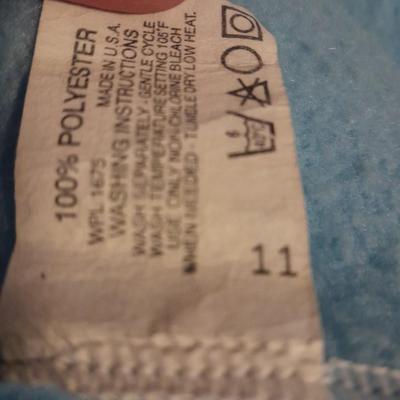 100% POLYESTER
MADE IN U.S.A.
WPL 1675
WASHING INSTRUCTIONS
WASH SEPARATELY - GENTLE CYCLE
WASH TEMPERATURE SETTING 105°F
USE ONLY NON-CHLORINE BLEACH
WHEN NEEDED - TUMBLE DRY LOW HEAT.
11